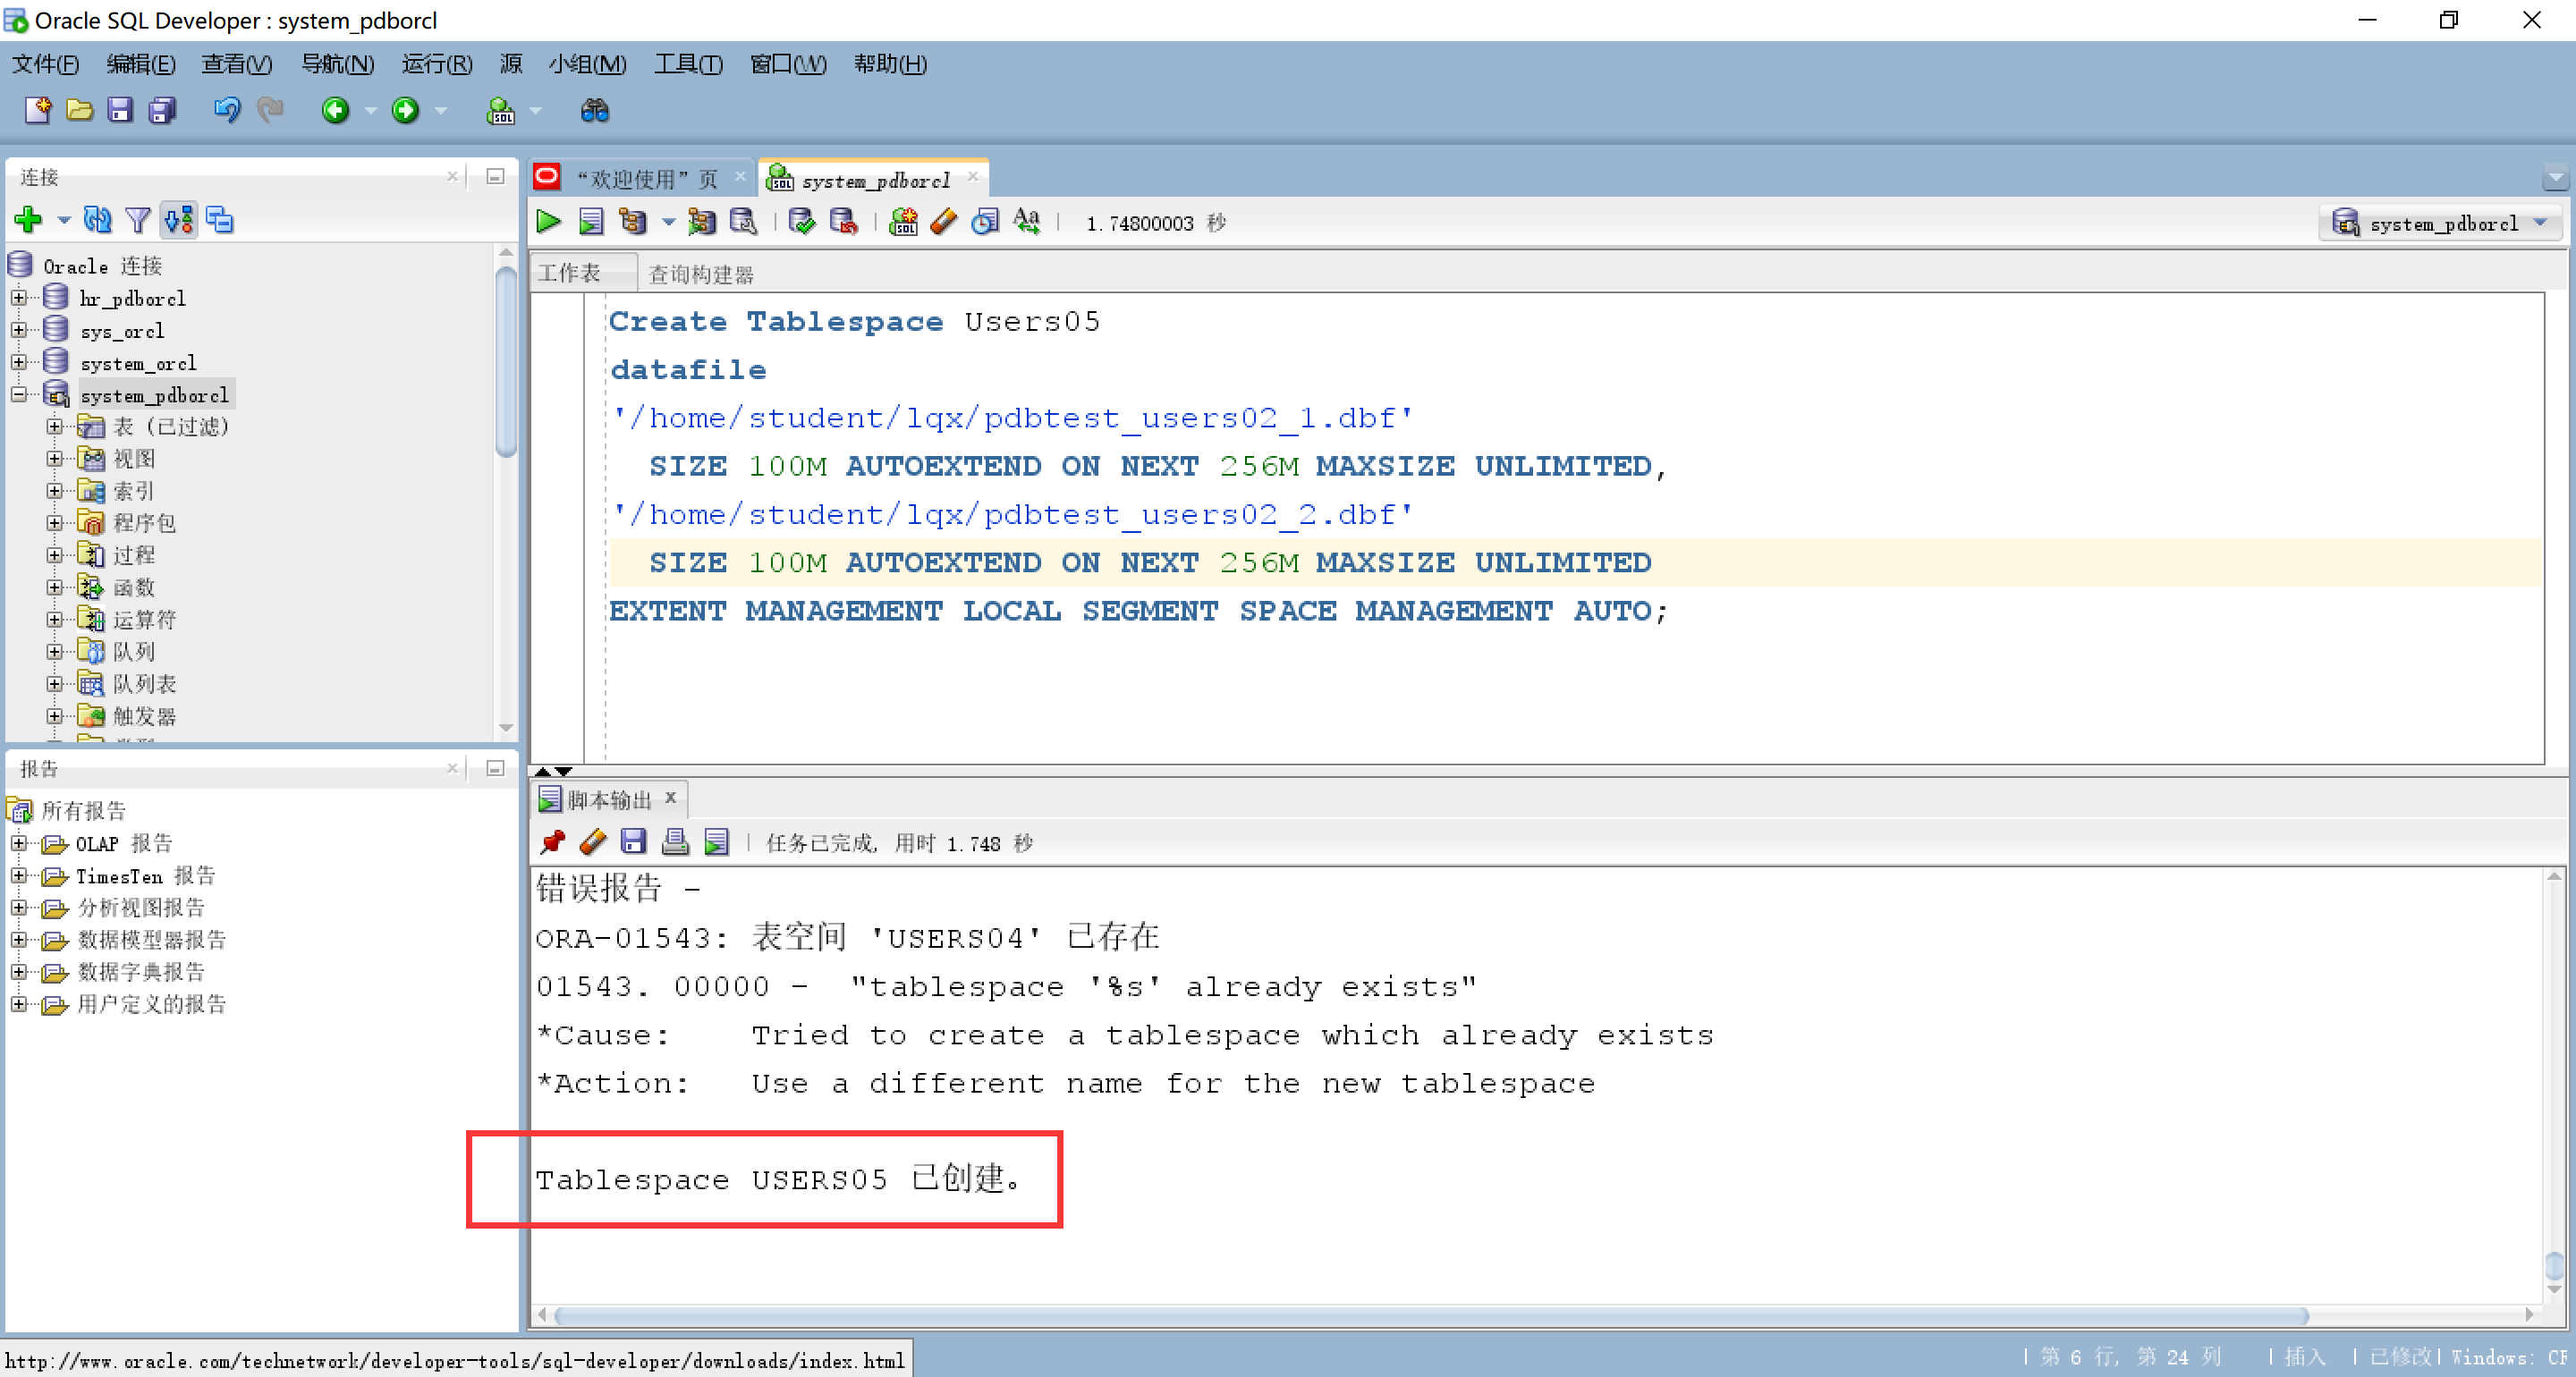 Oracle SQL Developer : system_pdborcl
文件(F) 编辑(E) 查看(V) 导航(N) 运行(R) 源 小组(M) 工具(T) 窗口(W) 帮助(H)
连接
Oracle 连接
hr_pdborcl
sys_orcl
system_orcl
system_pdborcl
表 (已过滤)
视图
索引
程序包
过程
函数
运算符
队列
队列表
触发器
报告
所有报告
OLAP 报告
TimesTen 报告
分析视图报告
数据模型器报告
数据字典报告
用户定义的报告
“欢迎使用”页 system_pdborcl
1.74800003 秒
system_pdborcl
工作表 查询构建器
Create Tablespace Users05
datafile
'/home/student/lqx/pdbtest_users02_1.dbf'
SIZE 100M AUTOEXTEND ON NEXT 256M MAXSIZE UNLIMITED,
'/home/student/lqx/pdbtest_users02_2.dbf'
SIZE 100M AUTOEXTEND ON NEXT 256M MAXSIZE UNLIMITED
EXTENT MANAGEMENT LOCAL SEGMENT SPACE MANAGEMENT AUTO;
脚本输出 x
任务已完成, 用时 1.748 秒
错误报告 -
ORA-01543: 表空间 'USERS04' 已存在
01543. 00000 - "tablespace '%s' already exists"
*Cause: Tried to create a tablespace which already exists
*Action: Use a different name for the new tablespace
Tablespace USERS05 已创建。
http://www.oracle.com/technetwork/developer-tools/sql-developer/downloads/index.html
第 6 行, 第 24 列 | 插入 | 已修改 | Windows: